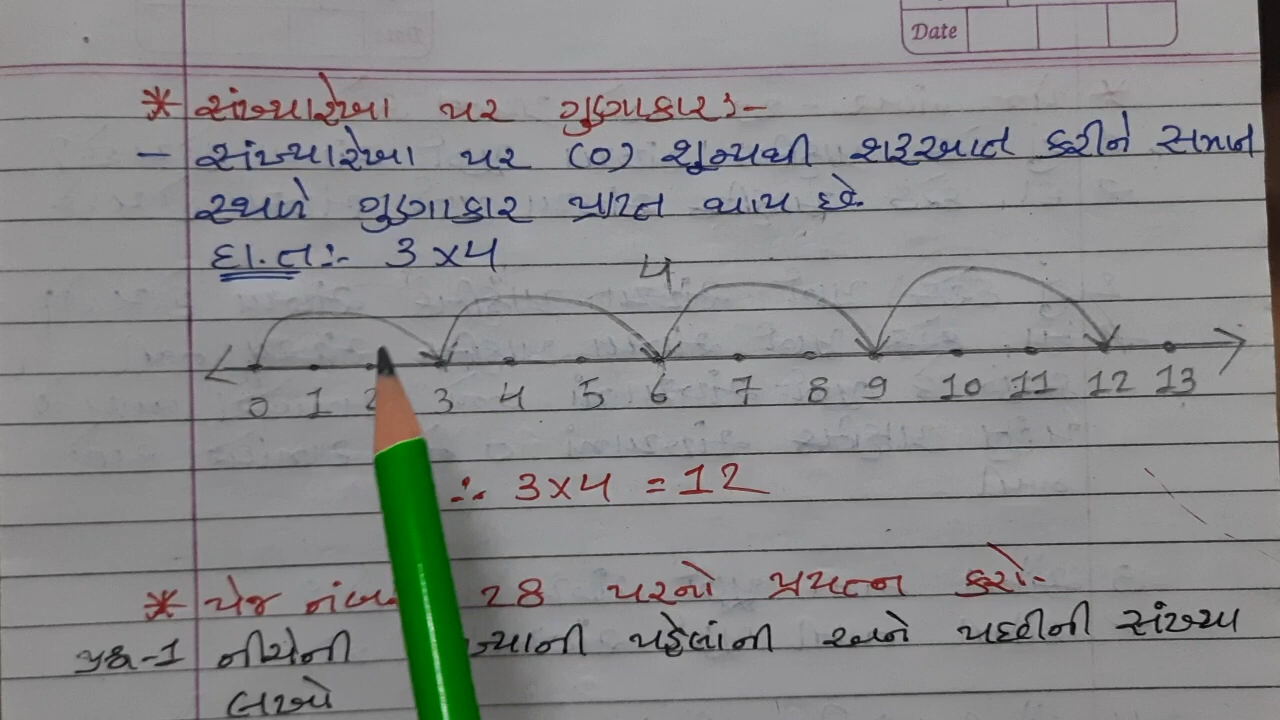 Date
* સંખ્યારેખા પર ગુણાકાર :-
- સંખ્યારેખા પર (0) શૂન્યથી શરૂઆત કરીને સમાન
સ્થળે ગુણાકાર પ્રાપ્ત થાય છે.
દા.ત. :- 3 x 4
4
0 1 2 3 4 5 6 7 8 9 10 11 12 13
∴ 3 x 4 = 12
* પેજ 28 પરનો પ્રયત્ન કરો.-
પ્રશ્ન-1 નીચેની પહેલાંની અને પછીની સંખ્યા
લખો